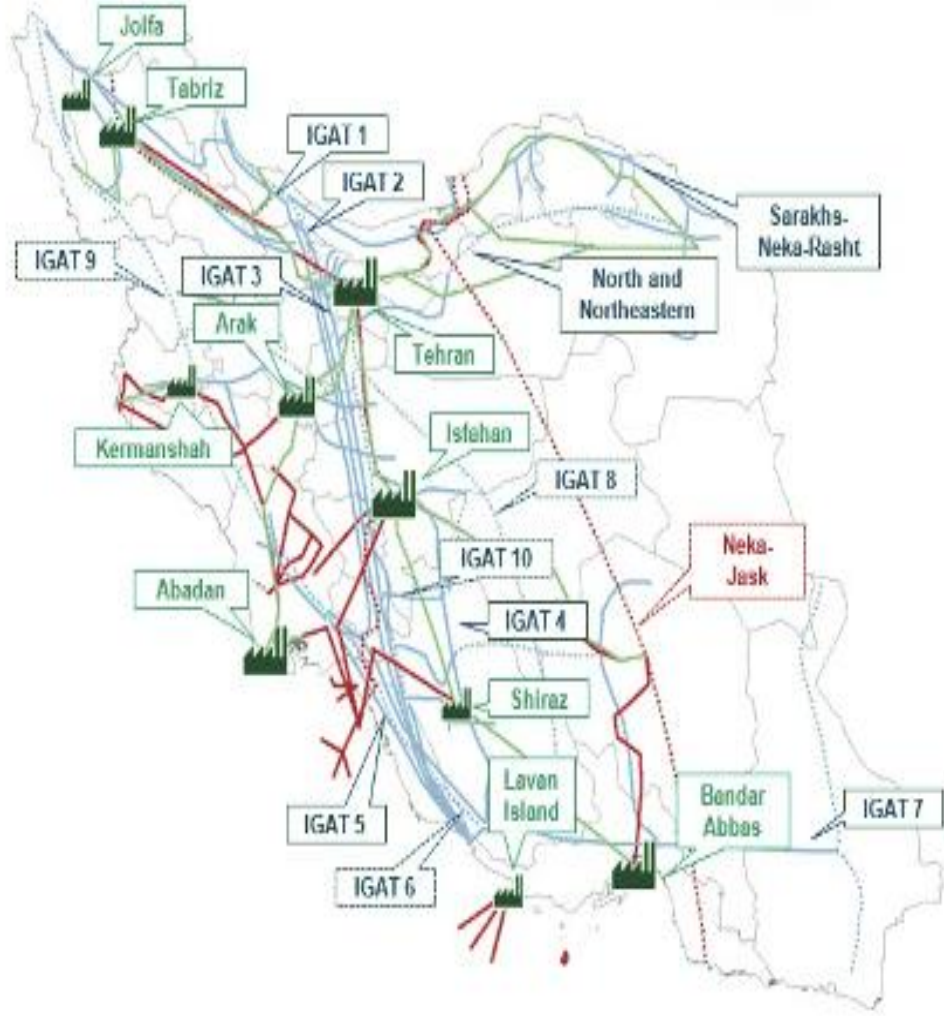 Jolfa
Tabriz
IGAT 1
IGAT 2
Sarakhs-
Neka-Rasht
IGAT 9
IGAT 3
North and
Northeastern
Arak
Tehran
Isfahan
Kermanshah
IGAT 8
Neka-
Jask
IGAT 10
Abadan
IGAT 4
Shiraz
Lavan
Island
Bandar
Abbas
IGAT 7
IGAT 5
IGAT 6